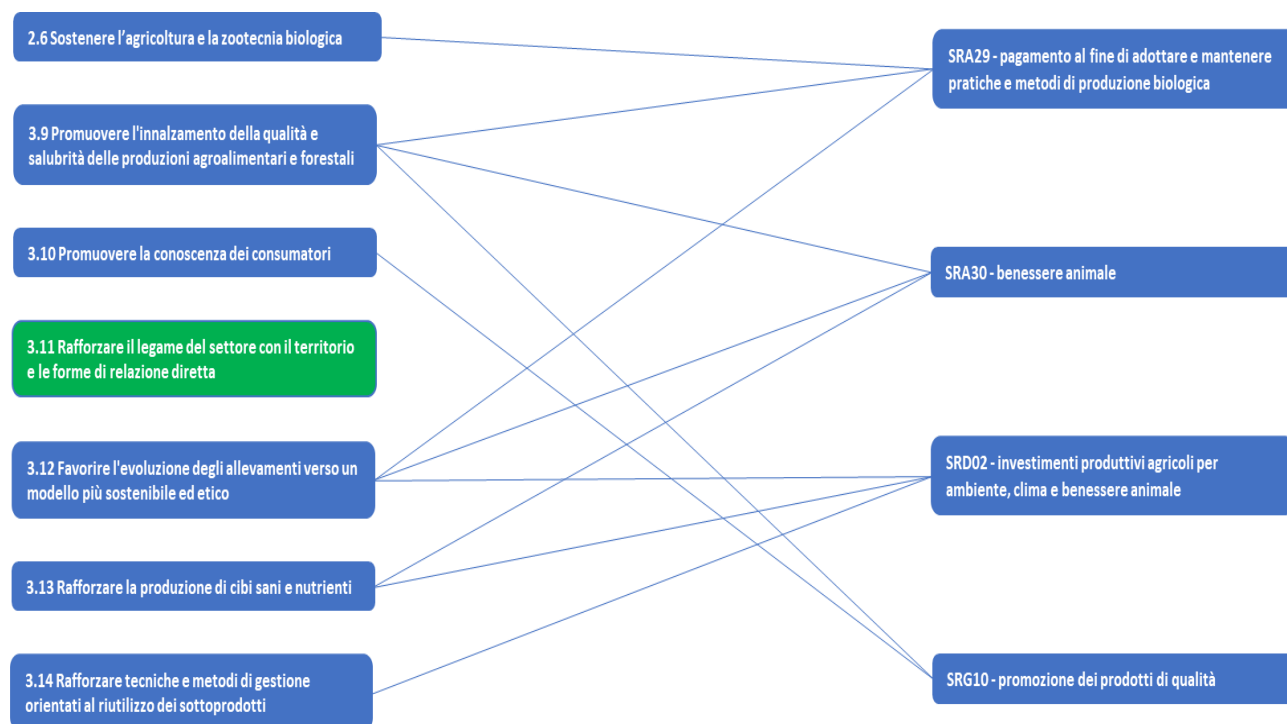 2.6 Sostenere l'agricoltura e la zootecnia biologica
3.9 Promuovere l'innalzamento della qualità e
salubrità delle produzioni agroalimentari e forestali
3.10 Promuovere la conoscenza dei consumatori
3.11 Rafforzare il legame del settore con il territorio
e le forme di relazione diretta
3.12 Favorire l'evoluzione degli allevamenti verso un
modello più sostenibile ed etico
3.13 Rafforzare la produzione di cibi sani e nutrienti
3.14 Rafforzare tecniche e metodi di gestione
orientati al riutilizzo dei sottoprodotti
SRA29 - pagamento al fine di adottare e mantenere
pratiche e metodi di produzione biologica
SRA30 - benessere animale
SRD02 - investimenti produttivi agricoli per
ambiente, clima e benessere animale
SRG10 - promozione dei prodotti di qualità